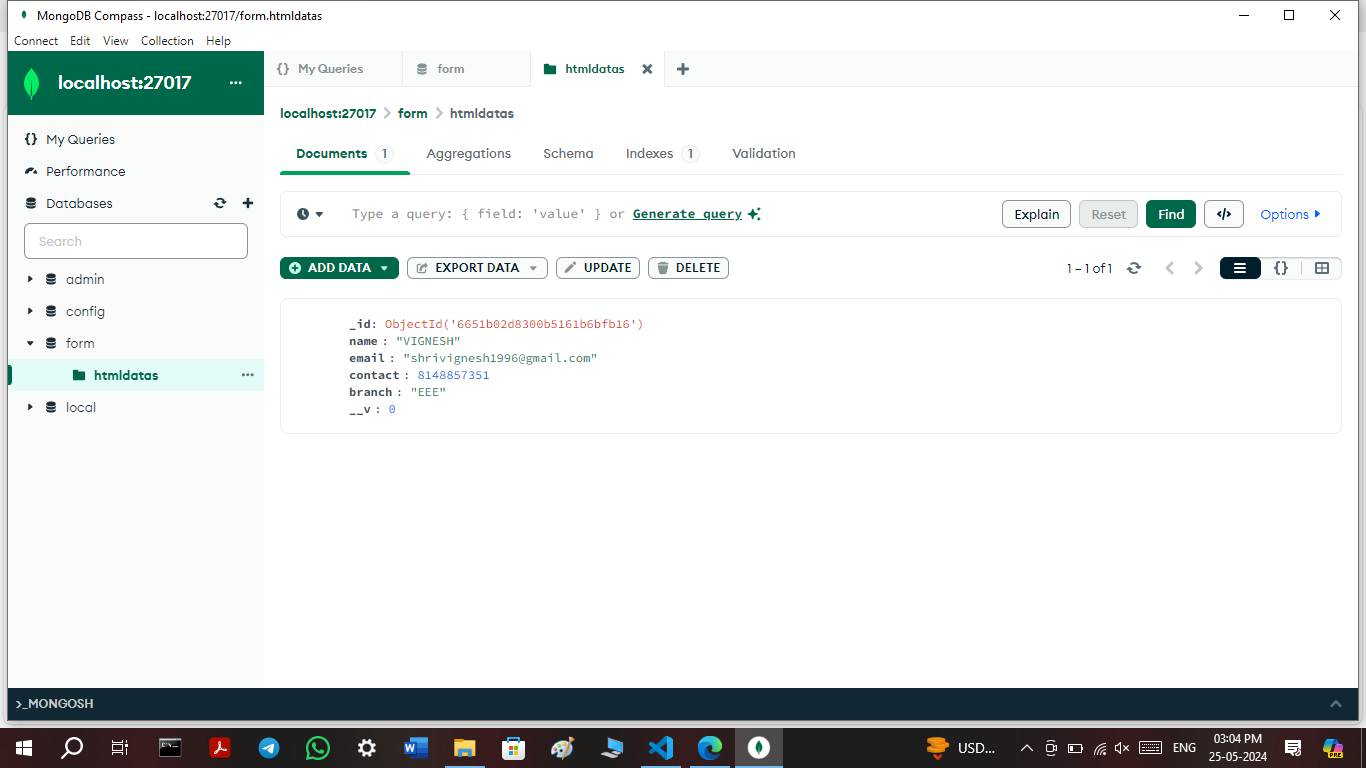 MongoDB Compass - localhost:27017/form.htmldatas
Connect Edit View Collection Help
localhost:27017
My Queries
Performance
Databases
Search
admin
config
form
htmldatas
local
{} My Queries
form
htmldatas
localhost:27017 > form > htmldatas
Documents 1 Aggregations Schema Indexes 1 Validation
Type a query: { field: 'value' } or Generate query
Explain Reset Find </> Options
ADD DATA EXPORT DATA UPDATE DELETE
1 – 1 of 1
{}
_id: ObjectId('6651b02d8300b5161b6bfb16')
name : "VIGNESH"
email : "shrivignesh1996@gmail.com"
contact : 8148857351
branch : "EEE"
__v : 0
>_MONGOSH
USD... ENG
03:04 PM
25-05-2024